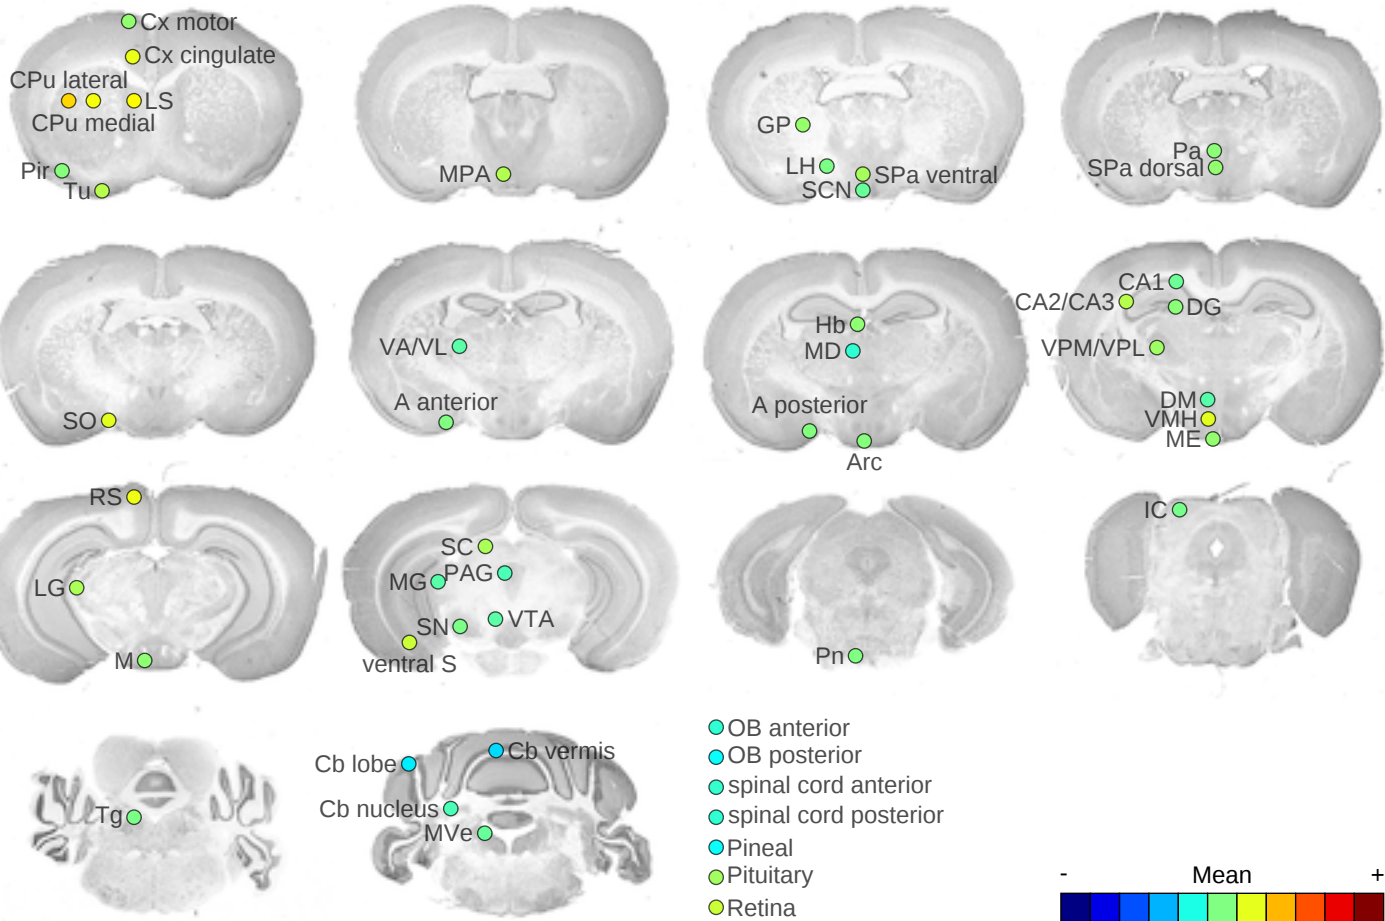 Cx motor
Cx cingulate
CPu lateral
LS
CPu medial
Pir
Tu
MPA
GP
LH
SPa ventral
SCN
Pa
SPa dorsal
SO
VA/VL
A anterior
Hb
MD
A posterior
Arc
CA1
CA2/CA3
DG
VPM/VPL
DM
VMH
ME
RS
LG
M
SC
MG
PAG
SN
VTA
ventral S
Pn
IC
Tg
Cb lobe
Cb vermis
Cb nucleus
MVe
OB anterior
OB posterior
spinal cord anterior
spinal cord posterior
Pineal
Pituitary
Retina
- Mean +